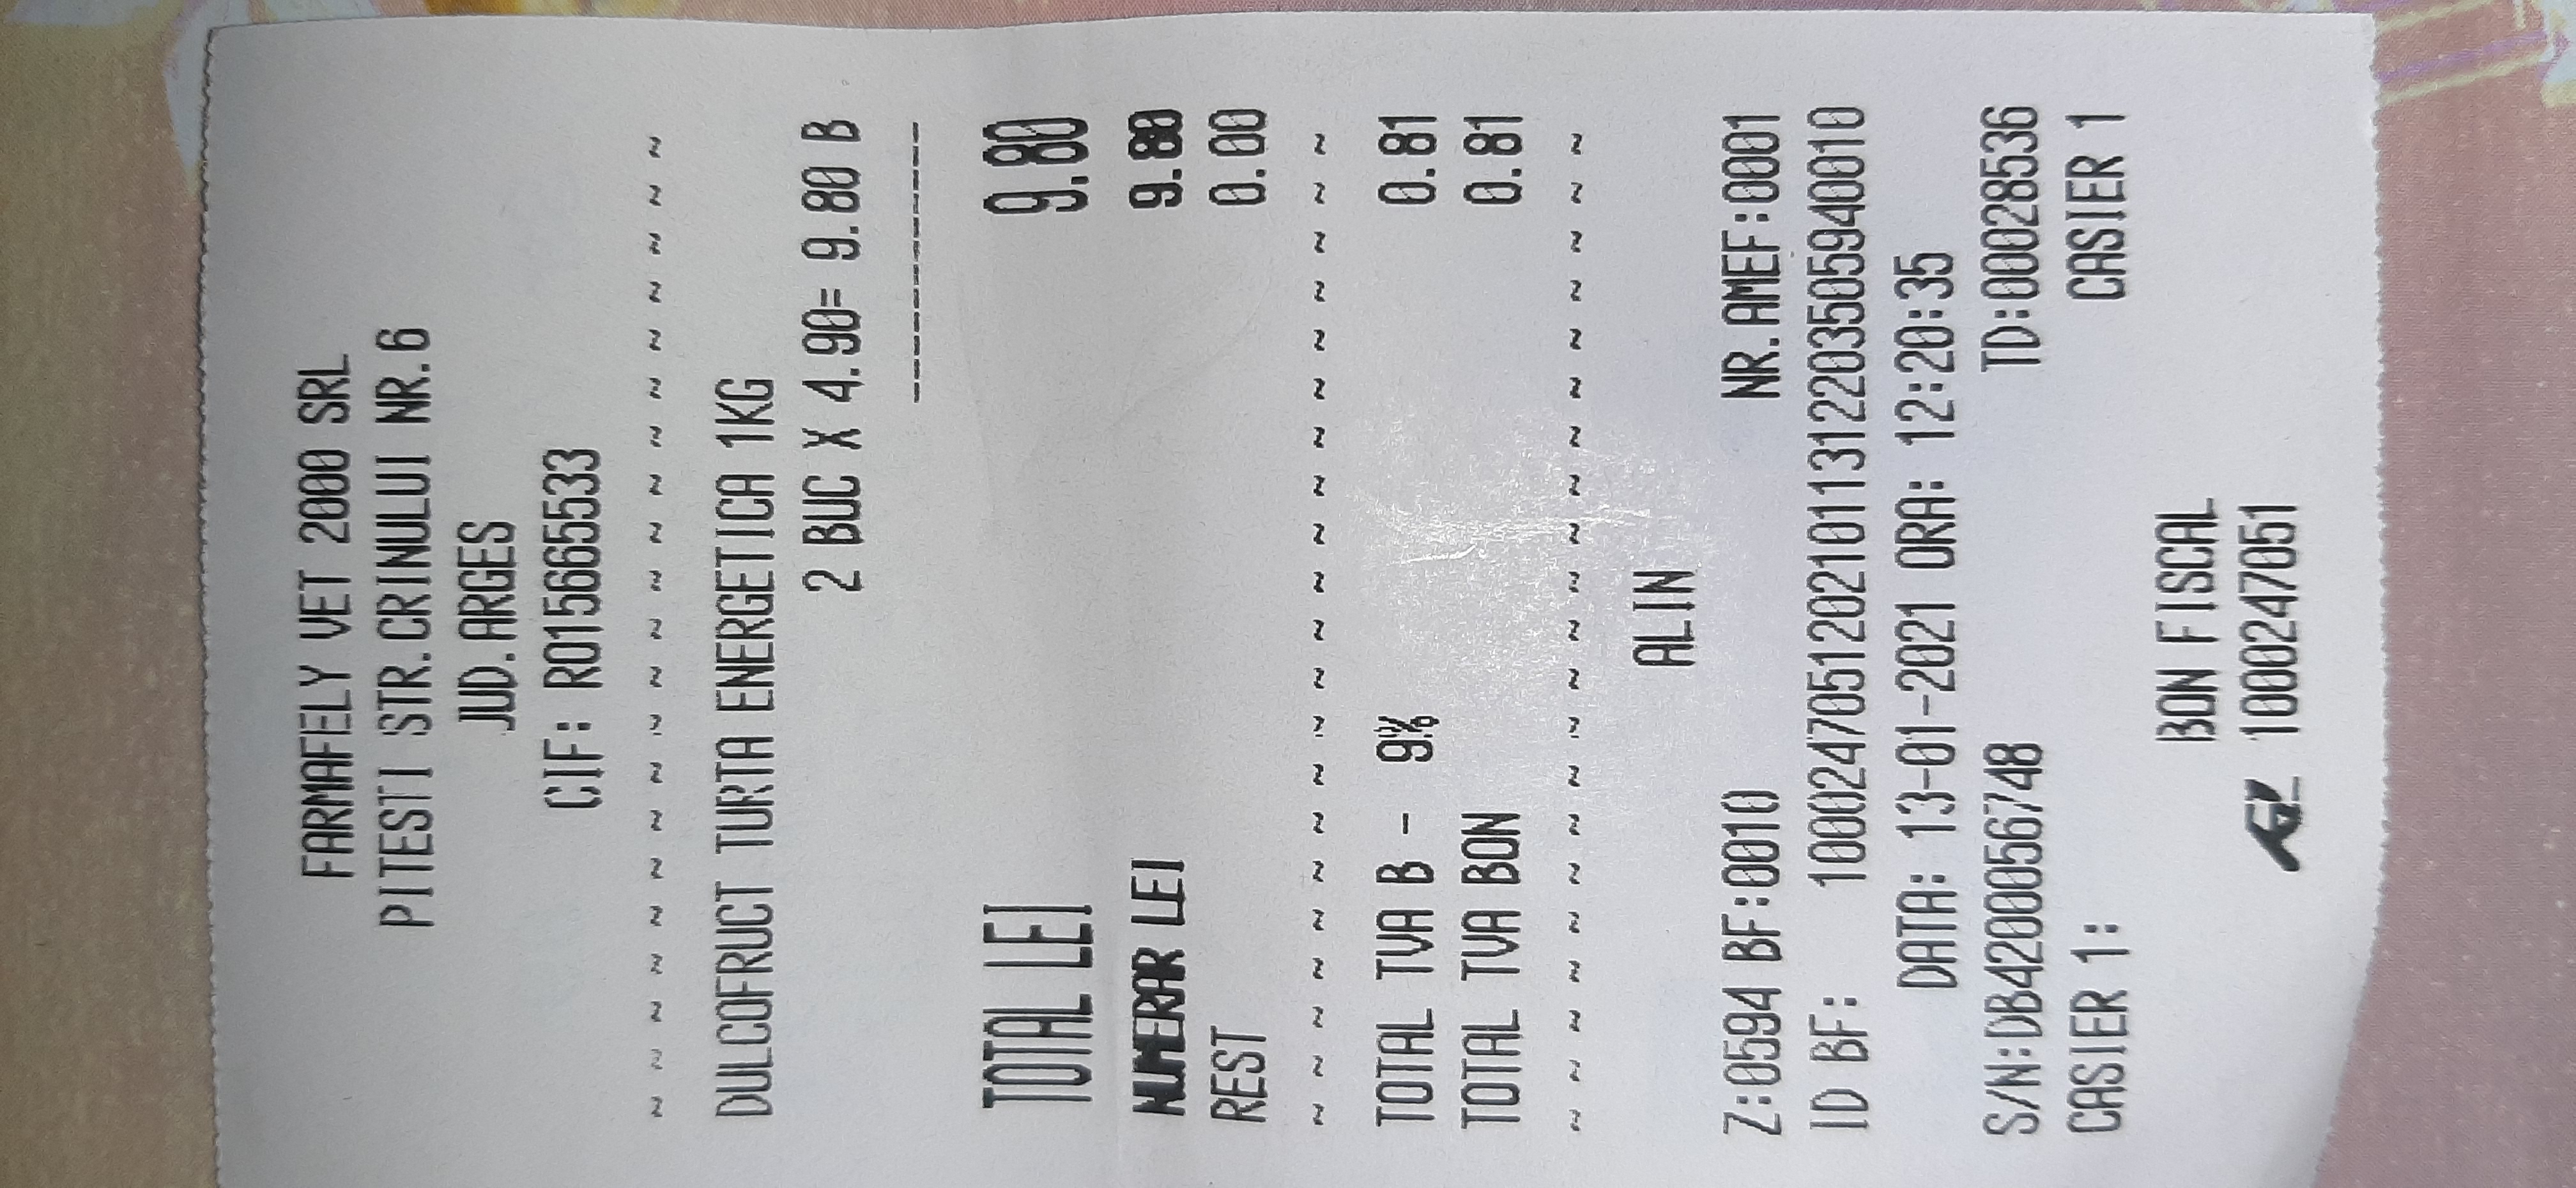 FARMAFELY VET 2000 SRL
PITESTI STR.CRINULUI NR.6
JUD.ARGES
CIF: RO15665533
~ ~ ~ ~ ~ ~ ~ ~ ~ ~ ~ ~ ~ ~ ~ ~ ~ ~ ~ ~ ~
DULCOFRUCT TURTA ENERGETICA 1KG
2 BUC X 4.90= 9.80 B
------------
TOTAL LEI 9.80
NUMERAR LEI 9.80
REST 0.00
~ ~ ~ ~ ~ ~ ~ ~ ~ ~ ~ ~ ~ ~ ~ ~ ~ ~ ~ ~ ~
TOTAL TVA B - 9% 0.81
TOTAL TVA BON 0.81
~ ~ ~ ~ ~ ~ ~ ~ ~ ~ ~ ~ ~ ~ ~ ~ ~ ~ ~ ~ ~
ALIN
Z:0594 BF:0010 NR.AMEF:0001
ID BF: 10002470512021011312203505940010
DATA: 13-01-2021 ORA: 12:20:35
S/N:DB4200056748 TD:00028536
CASIER 1: CASIER 1
BON FISCAL
1000247051